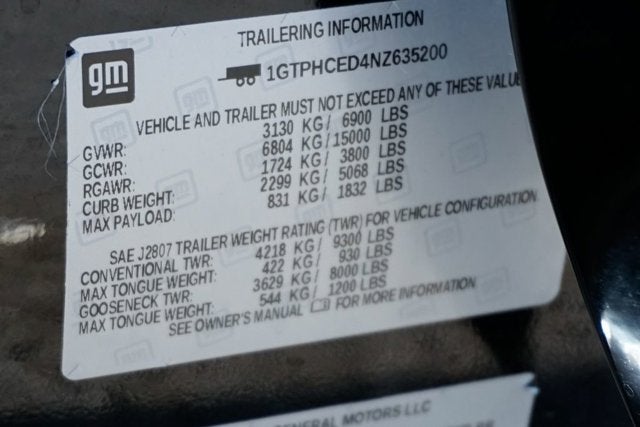 TRAILERING INFORMATION
gm
1GTPHCED4NZ635200
VEHICLE AND TRAILER MUST NOT EXCEED ANY OF THESE VALUE
GVWR: 3130 KG/ 6900 LBS
GCWR: 6804 KG/15000 LBS
RGAWR: 1724 KG/ 3800 LBS
CURB WEIGHT: 2299 KG/ 5068 LBS
MAX PAYLOAD: 831 KG/ 1832 LBS
SAE J2807 TRAILER WEIGHT RATING (TWR) FOR VEHICLE CONFIGURATION
CONVENTIONAL TWR: 4218 KG/ 9300 LBS
MAX TONGUE WEIGHT: 422 KG/ 930 LBS
GOOSENECK TWR: 3629 KG/ 8000 LBS
MAX TONGUE WEIGHT: 544 KG/ 1200 LBS
SEE OWNER'S MANUAL FOR MORE INFORMATION
GENERAL MOTORS LLC